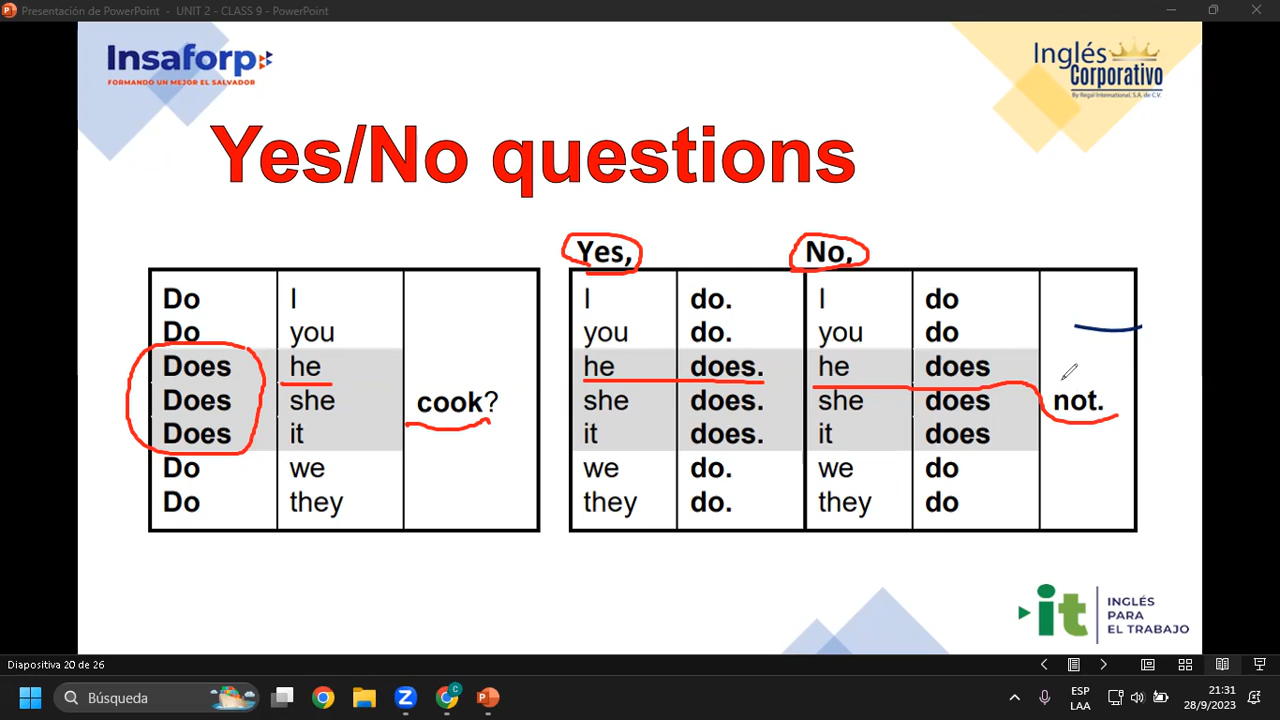 Presentación de PowerPoint - UNIT 2 - CLASS 9 - PowerPoint
Insaforp
FORMANDO UN MEJOR EL SALVADOR
Inglés
Corporativo
By Regal International, S.A. de C.V.
Yes/No questions
Yes, No,
Do I I do. I do
Do you you do. you do
Does he he does. he does
Does she cook? she does. she does not.
Does it it does. it does
Do we we do. we do
Do they they do. they do
it INGLÉS
PARA
EL TRABAJO
Diapositiva 20 de 26
Búsqueda
ESP
LAA
21:31
28/9/2023